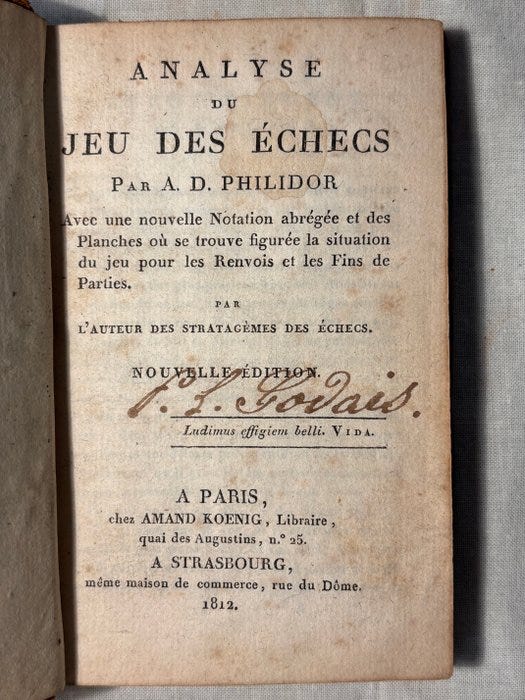 ANALYSE
DU
JEU DES ÉCHECS
PAR A. D. PHILIDOR
Avec une nouvelle Notation abrégée et des
Planches où se trouve figurée la situation
du jeu pour les Renvois et les Fins de
Parties.
PAR
L'AUTEUR DES STRATAGÈMES DES ÉCHECS.
NOUVELLE ÉDITION.
Godais.
Ludimus effigiem belli. VIDA.
A PARIS,
chez AMAND KOENIG, Libraire,
quai des Augustins, n.° 25.
A STRASBOURG,
même maison de commerce, rue du Dôme.
1812.